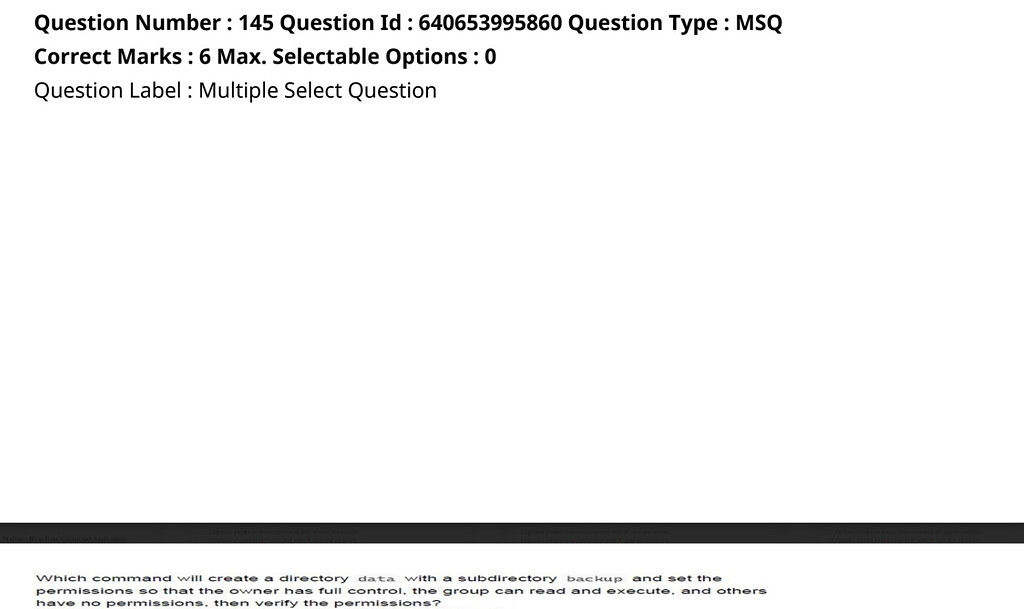 Question Number : 145 Question Id : 640653995860 Question Type : MSQ
Correct Marks : 6 Max. Selectable Options : 0
Question Label : Multiple Select Question
Which command will create a directory data with a subdirectory backup and set the
permissions so that the owner has full control, the group can read and execute, and others
have no permissions, then verify the permissions?